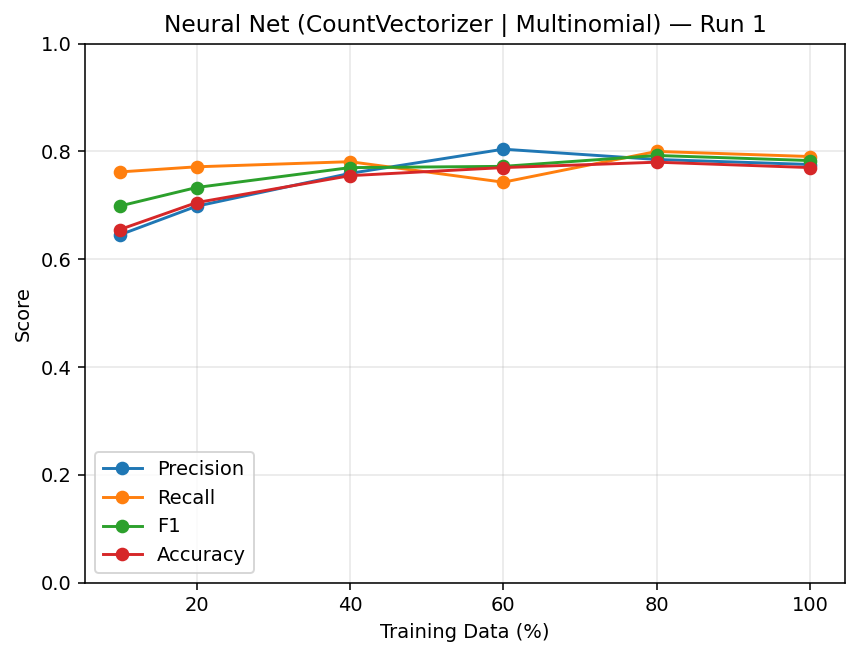 Neural Net (CountVectorizer | Multinomial) — Run 1
Score
1.0
0.8
0.6
0.4
0.2
0.0
Precision
Recall
F1
Accuracy
20 40 60 80 100
Training Data (%)